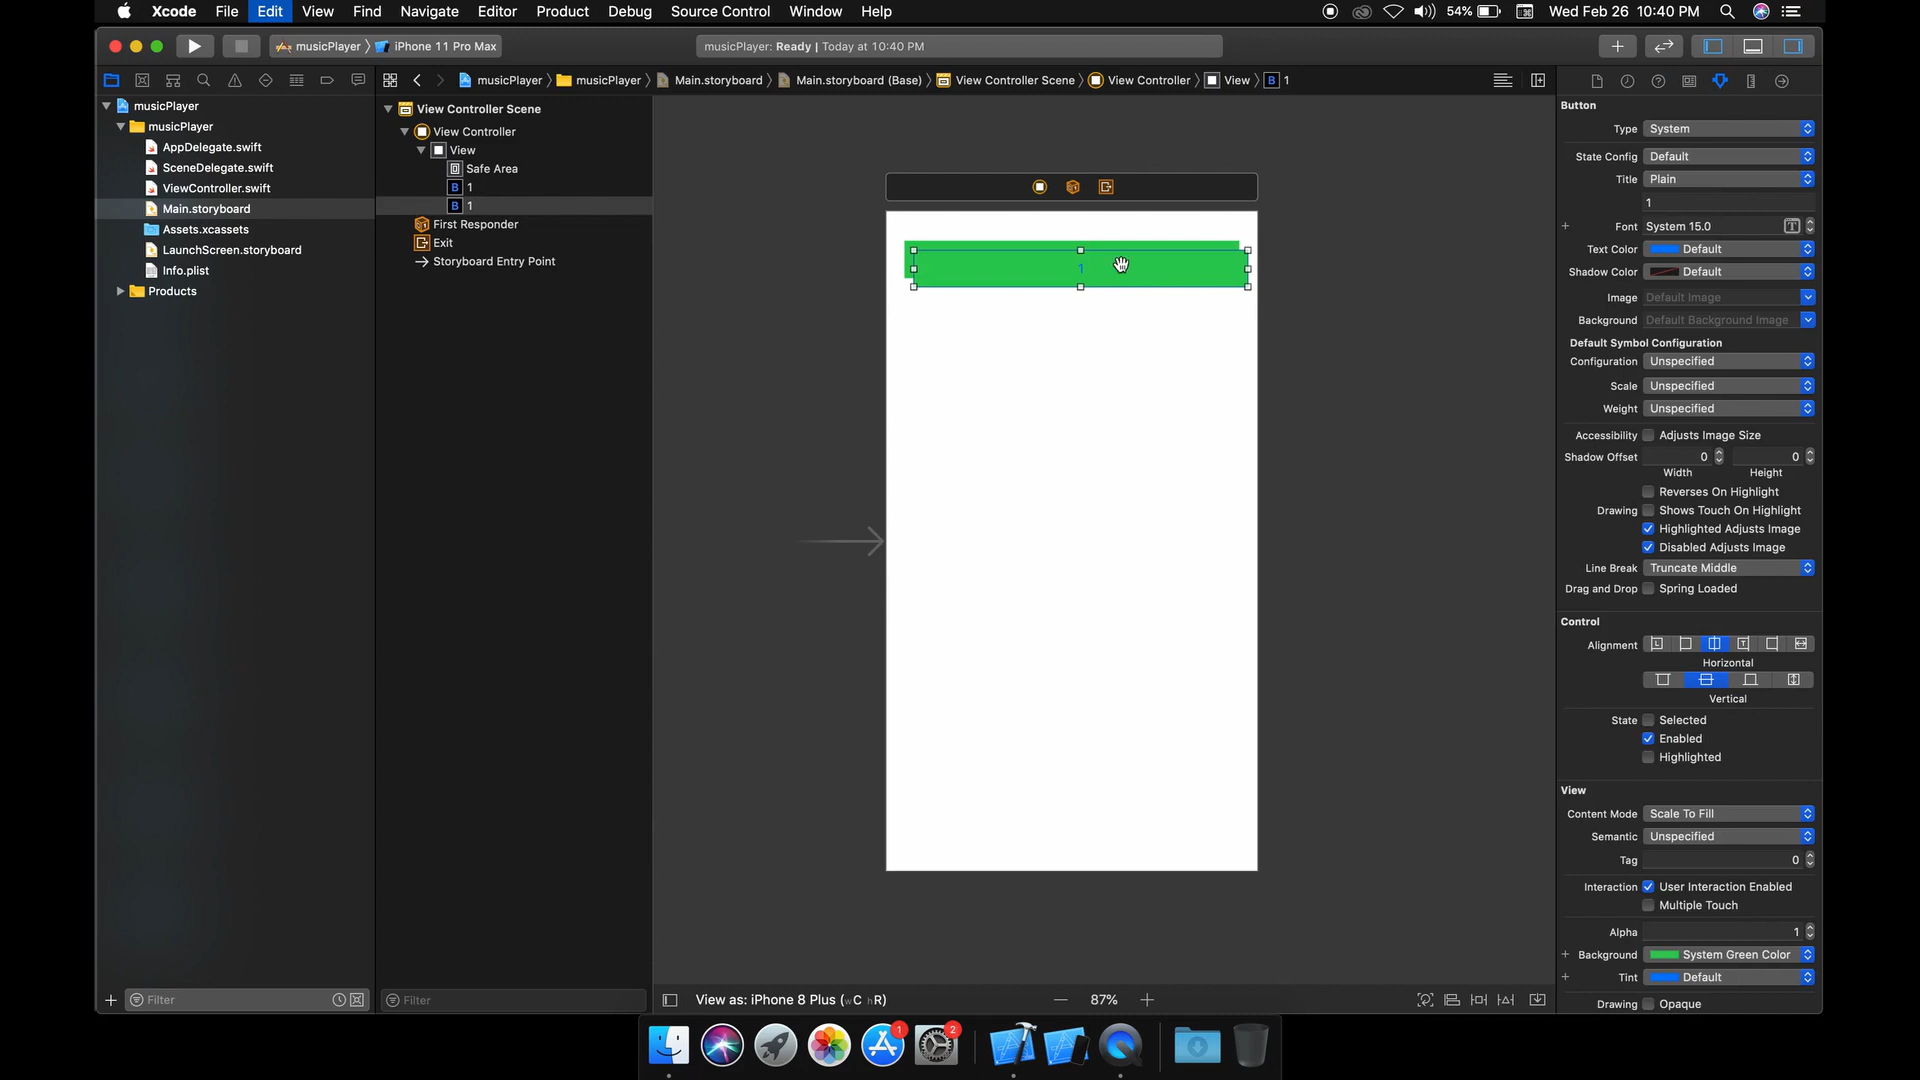 Xcode File Edit View Find Navigate Editor Product Debug Source Control Window Help 54% Wed Feb 26 10:40 PM
musicPlayer iPhone 11 Pro Max musicPlayer: Ready | Today at 10:40 PM
musicPlayer musicPlayer Main.storyboard Main.storyboard (Base) View Controller Scene View Controller View B 1
musicPlayer
musicPlayer
AppDelegate.swift
SceneDelegate.swift
ViewController.swift
Main.storyboard
Assets.xcassets
LaunchScreen.storyboard
Info.plist
Products
Filter
View Controller Scene
View Controller
View
Safe Area
B 1
B 1
First Responder
Exit
Storyboard Entry Point
Filter
1
View as: iPhone 8 Plus (wC hR)
87%
Button
Type System
State Config Default
Title Plain
1
Font System 15.0
Text Color Default
Shadow Color Default
Image Default Image
Background Default Background Image
Default Symbol Configuration
Configuration Unspecified
Scale Unspecified
Weight Unspecified
Accessibility Adjusts Image Size
Shadow Offset 0 0
Width Height
Reverses On Highlight
Drawing Shows Touch On Highlight
Highlighted Adjusts Image
Disabled Adjusts Image
Line Break Truncate Middle
Drag and Drop Spring Loaded
Control
Alignment
Horizontal
Vertical
State Selected
Enabled
Highlighted
View
Content Mode Scale To Fill
Semantic Unspecified
Tag 0
Interaction User Interaction Enabled
Multiple Touch
Alpha 1
Background System Green Color
Tint Default
Drawing Opaque
1
2